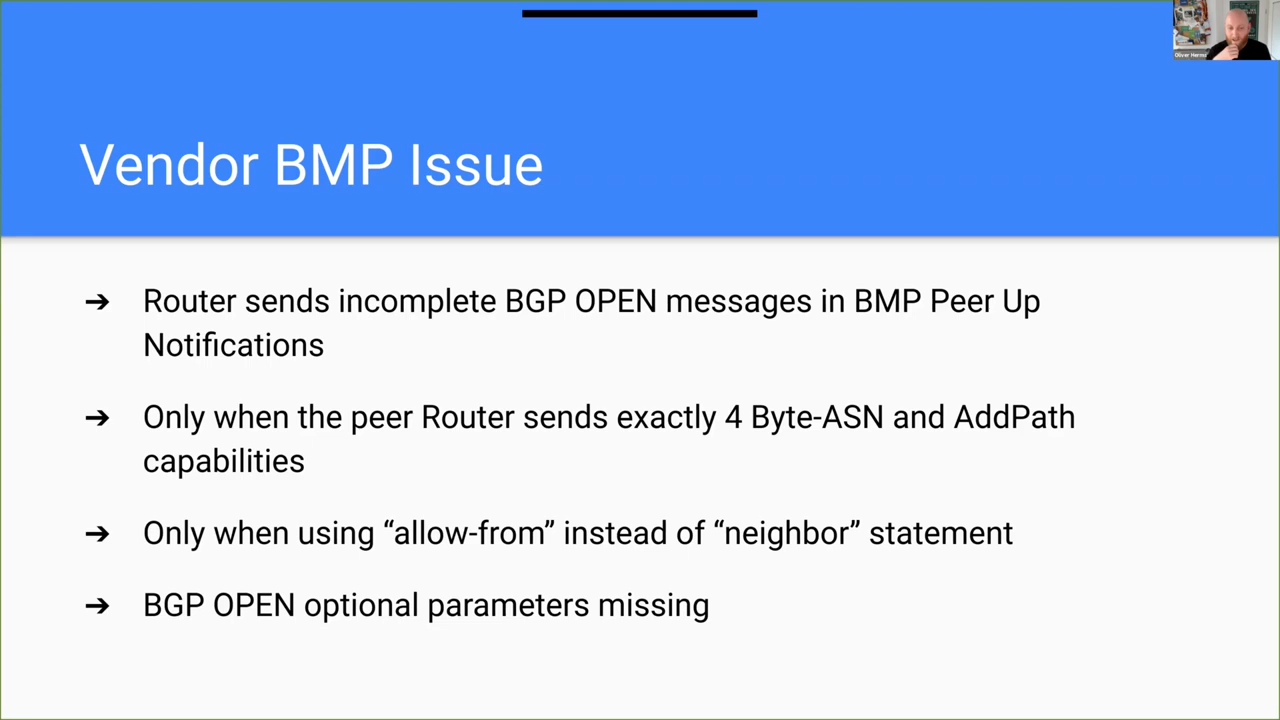 Vendor BMP Issue
➔ Router sends incomplete BGP OPEN messages in BMP Peer Up
Notifications
➔ Only when the peer Router sends exactly 4 Byte-ASN and AddPath
capabilities
➔ Only when using “allow-from” instead of “neighbor” statement
➔ BGP OPEN optional parameters missing
Oliver